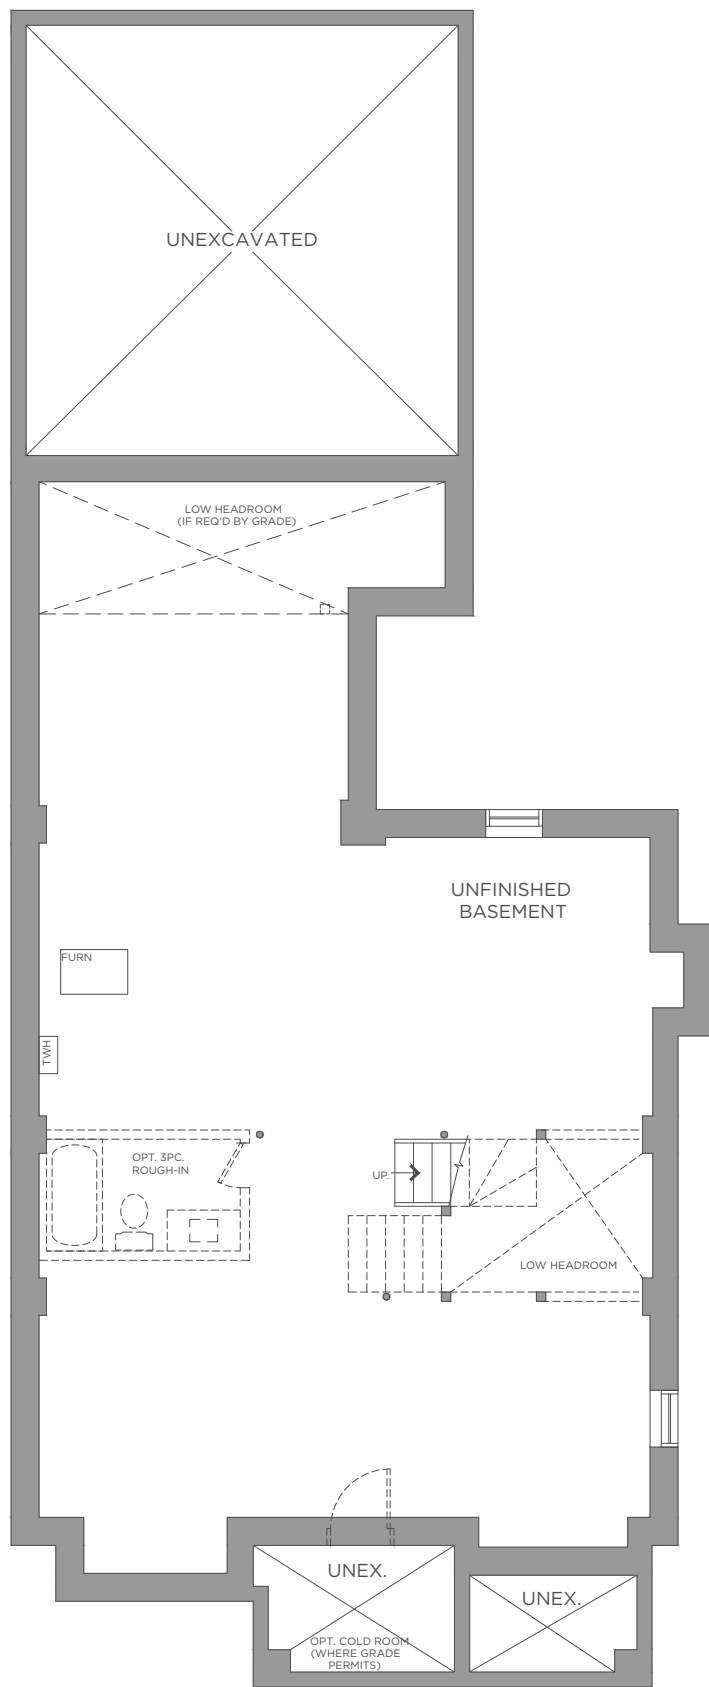 UNEXCAVATED
LOW HEADROOM
(IF REQ'D BY GRADE)
UNFINISHED
BASEMENT
FURN
TWH
OPT. 3PC.
ROUGH-IN
UP.
LOW HEADROOM
UNEX.
UNEX.
OPT. COLD ROOM
(WHERE GRADE
PERMITS)